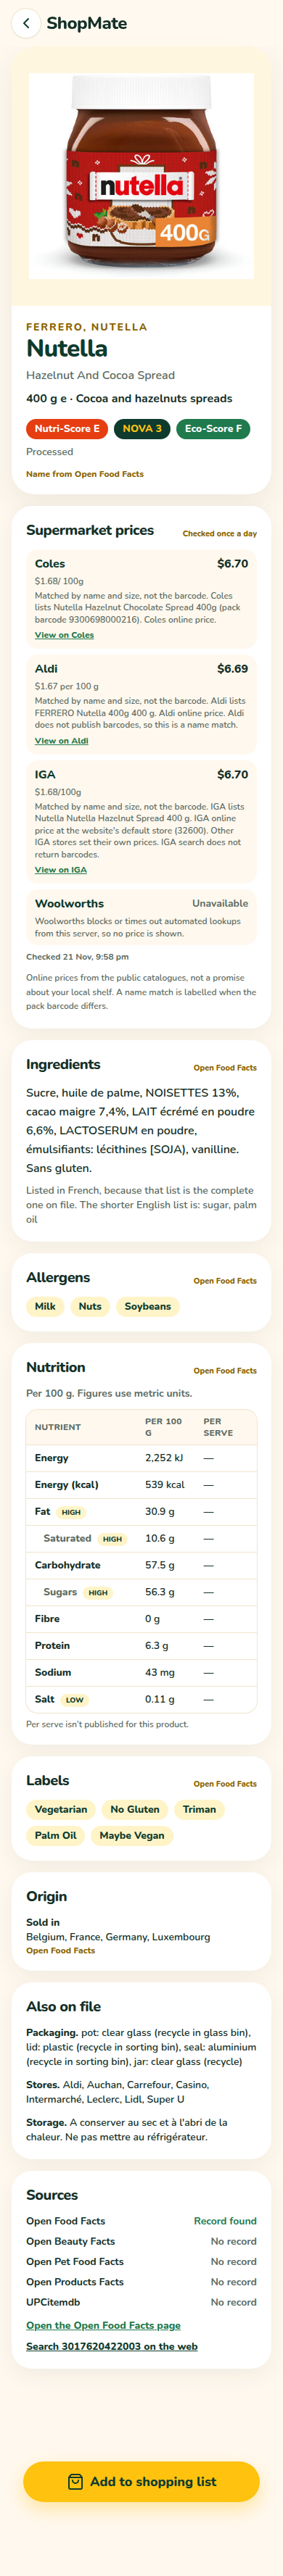 ShopMate
nutella
400G
FERRERO, NUTELLA
Nutella
Hazelnut And Cocoa Spread
400 g e · Cocoa and hazelnuts spreads
Nutri-Score E NOVA 3 Eco-Score F
Processed
Name from Open Food Facts
Supermarket prices Checked once a day
Coles $6.70
$1.68/ 100g
Matched by name and size, not the barcode. Coles
lists Nutella Hazelnut Chocolate Spread 400g (pack
barcode 9300698000216). Coles online price.
View on Coles
Aldi $6.69
$1.67 per 100 g
Matched by name and size, not the barcode. Aldi lists
FERRERO Nutella 400g 400 g. Aldi online price. Aldi
does not publish barcodes, so this is a name match.
View on Aldi
IGA $6.70
$1.68/100g
Matched by name and size, not the barcode. IGA lists
Nutella Nutella Hazelnut Spread 400 g. IGA online
price at the website's default store (32600). Other
IGA stores set their own prices. IGA search does not
return barcodes.
View on IGA
Woolworths Unavailable
Woolworths blocks or times out automated lookups
from this server, so no price is shown.
Checked 21 Nov, 9:58 pm
Online prices from the public catalogues, not a promise
about your local shelf. A name match is labelled when the
pack barcode differs.
Ingredients Open Food Facts
Sucre, huile de palme, NOISETTES 13%,
cacao maigre 7,4%, LAIT écrémé en poudre
6,6%, LACTOSERUM en poudre,
émulsifiants: lécithines [SOJA), vanilline.
Sans gluten.
Listed in French, because that list is the complete
one on file. The shorter English list is: sugar, palm
oil
Allergens Open Food Facts
Milk Nuts Soybeans
Nutrition Open Food Facts
Per 100 g. Figures use metric units.
NUTRIENT PER 100 G PER SERVE
Energy 2,252 kJ —
Energy (kcal) 539 kcal —
Fat HIGH 30.9 g —
Saturated HIGH 10.6 g —
Carbohydrate 57.5 g —
Sugars HIGH 56.3 g —
Fibre 0 g —
Protein 6.3 g —
Sodium 43 mg —
Salt LOW 0.11 g —
Per serve isn't published for this product.
Labels Open Food Facts
Vegetarian No Gluten Triman
Palm Oil Maybe Vegan
Origin
Sold in
Belgium, France, Germany, Luxembourg
Open Food Facts
Also on file
Packaging. pot: clear glass (recycle in glass bin),
lid: plastic (recycle in sorting bin), seal: aluminium
(recycle in sorting bin), jar: clear glass (recycle)
Stores. Aldi, Auchan, Carrefour, Casino,
Intermarché, Leclerc, Lidl, Super U
Storage. A conserver au sec et à l'abri de la
chaleur. Ne pas mettre au réfrigérateur.
Sources
Open Food Facts Record found
Open Beauty Facts No record
Open Pet Food Facts No record
Open Products Facts No record
UPCitemdb No record
Open the Open Food Facts page
Search 3017620422003 on the web
Add to shopping list